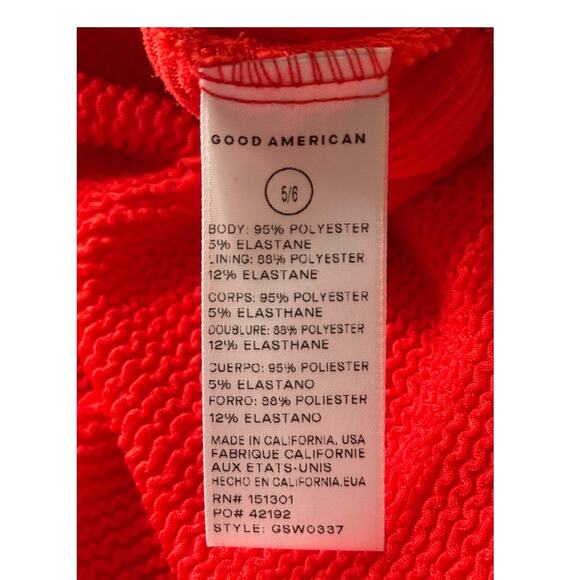 GOOD AMERICAN
5/6
BODY: 95% POLYESTER
5% ELASTANE
LINING: 88% POLYESTER
12% ELASTANE
CORPS: 95% POLYESTER
5% ELASTHANE
DOUBLURE: 88% POLYESTER
12% ELASTHANE
CUERPO: 95% POLIESTER
5% ELASTANO
FORRO: 88% POLIESTER
12% ELASTANO
MADE IN CALIFORNIA, USA
FABRIQUE CALIFORNIE
AUX ETATS-UNIS
HECHO EN CALIFORNIA,EUA
RN# 151301
PO# 42192
STYLE: GSW0337